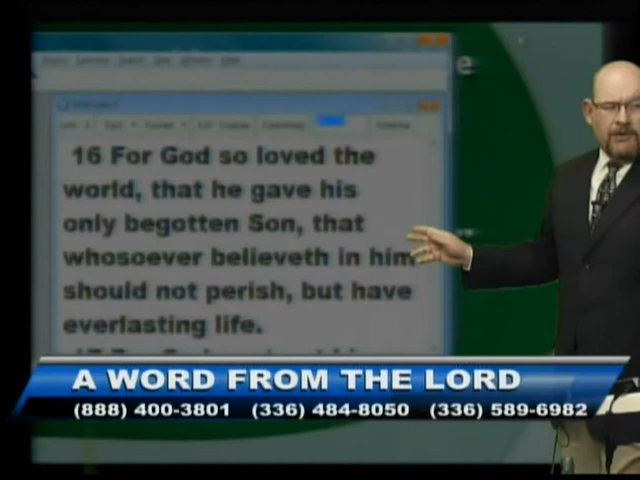 16 For God so loved the
world, that he gave his
only begotten Son, that
whosoever believeth in him
should not perish, but have
everlasting life.
A WORD FROM THE LORD
(888) 400-3801 (336) 484-8050 (336) 589-6982